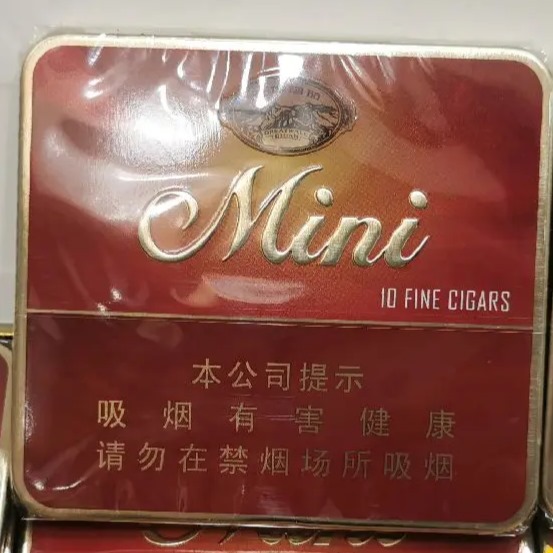 Mini
10 FINE CIGARS
本公司提示
吸烟有害健康
请勿在禁烟场所吸烟